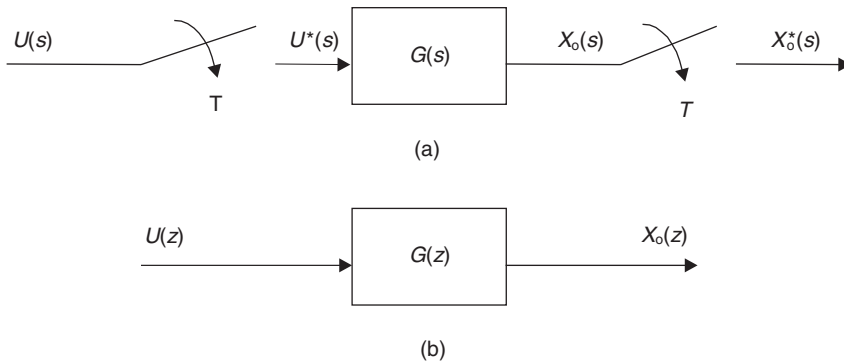 U(s)
U*(s)
G(s)
Xₒ(s)
Xₒ*(s)
T
T
(a)
U(z)
G(z)
Xₒ(z)
(b)